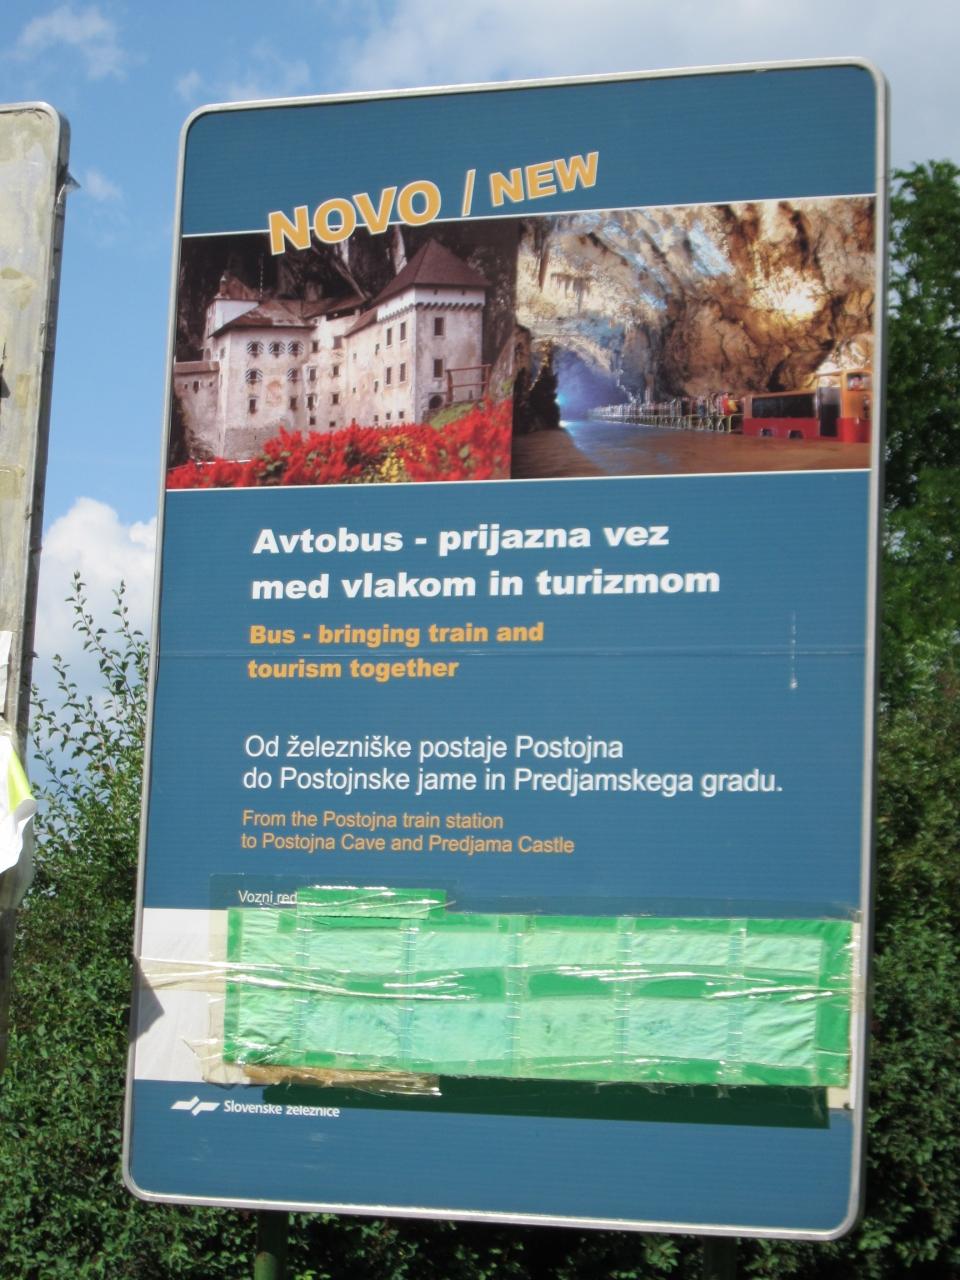 NOVO / NEW
Avtobus - prijazna vez
med vlakom in turizmom
Bus - bringing train and
tourism together
Od železniške postaje Postojna
do Postojnske jame in Predjamskega gradu.
From the Postojna train station
to Postojna Cave and Predjama Castle
Vozni red
Slovenske železnice